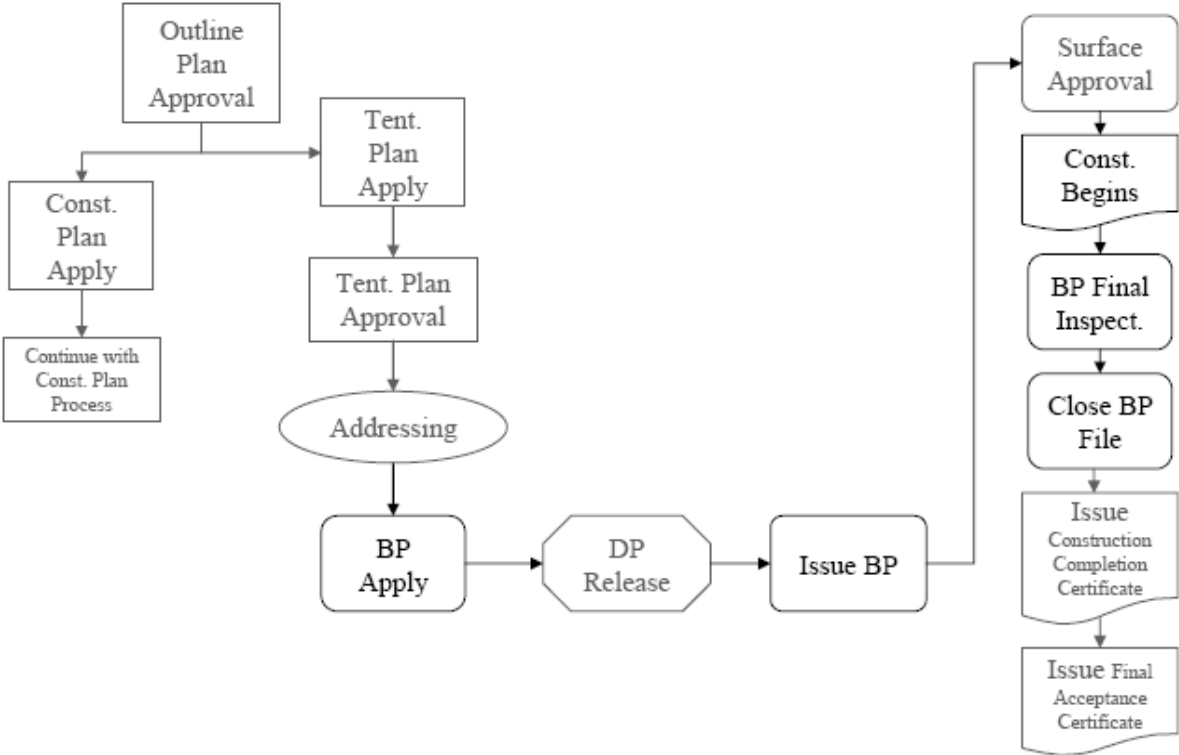 Outline
Plan
Approval
Const.
Plan
Apply
Continue with
Const. Plan
Process
Tent.
Plan
Apply
Tent. Plan
Approval
Addressing
BP
Apply
DP
Release
Issue BP
Surface
Approval
Const.
Begins
BP Final
Inspect.
Close BP
File
Issue
Construction
Completion
Certificate
Issue Final
Acceptance
Certificate